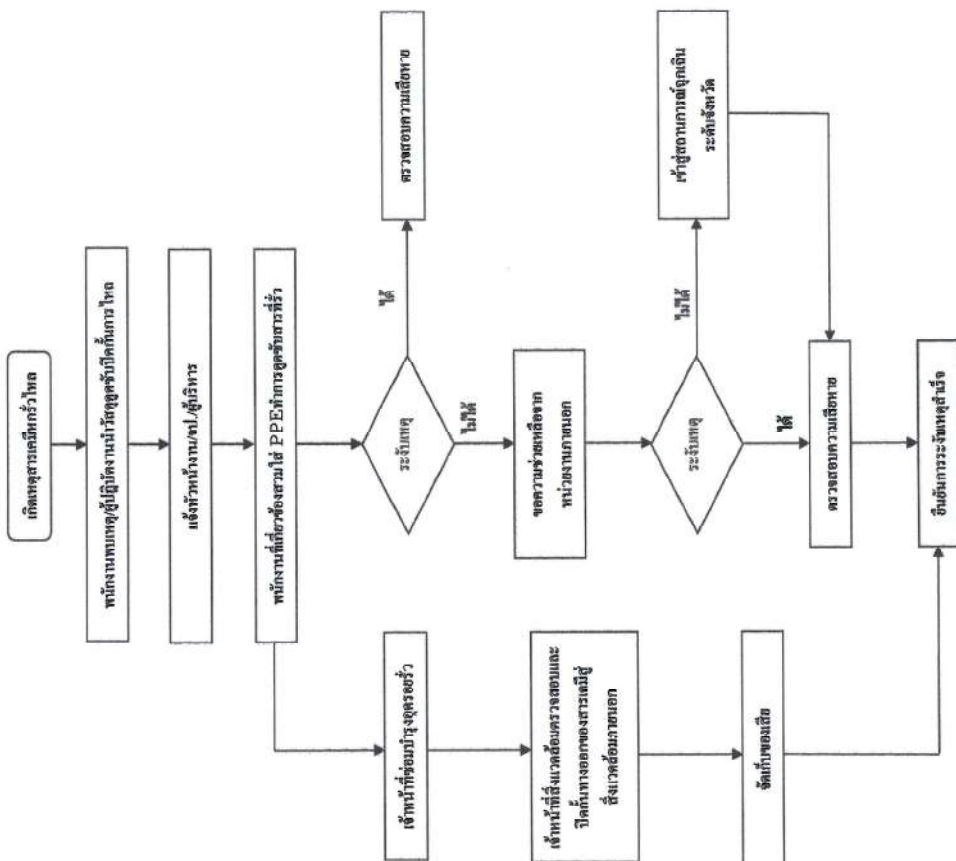 เกิดเหตุสารเคมีหกรั่วไหล
พนักงานพบเหตุ/ผู้ปฏิบัติงานนำวัสดุดูดซับปิดกั้นการไหล
แจ้งหัวหน้างาน/จป./ผู้บริหาร
พนักงานที่เกี่ยวข้องสวมใส่ PPE ทำการดูดซับสารที่รั่ว
ระงับเหตุ
ได้
ตรวจสอบความเสียหาย
ไม่ได้
ขอความช่วยเหลือจาก
หน่วยงานภายนอก
ระงับเหตุ
ไม่ได้
เข้าสู่สถานการณ์ฉุกเฉิน
ระดับจังหวัด
ได้
ตรวจสอบความเสียหาย
ยืนยันการระงับเหตุสำเร็จ
เจ้าหน้าที่ซ่อมบำรุงอุดรอยรั่ว
เจ้าหน้าที่สิ่งแวดล้อมตรวจสอบและ
ปิดกั้นทางออกของสารเคมีสู่
สิ่งแวดล้อมภายนอก
จัดเก็บของเสีย